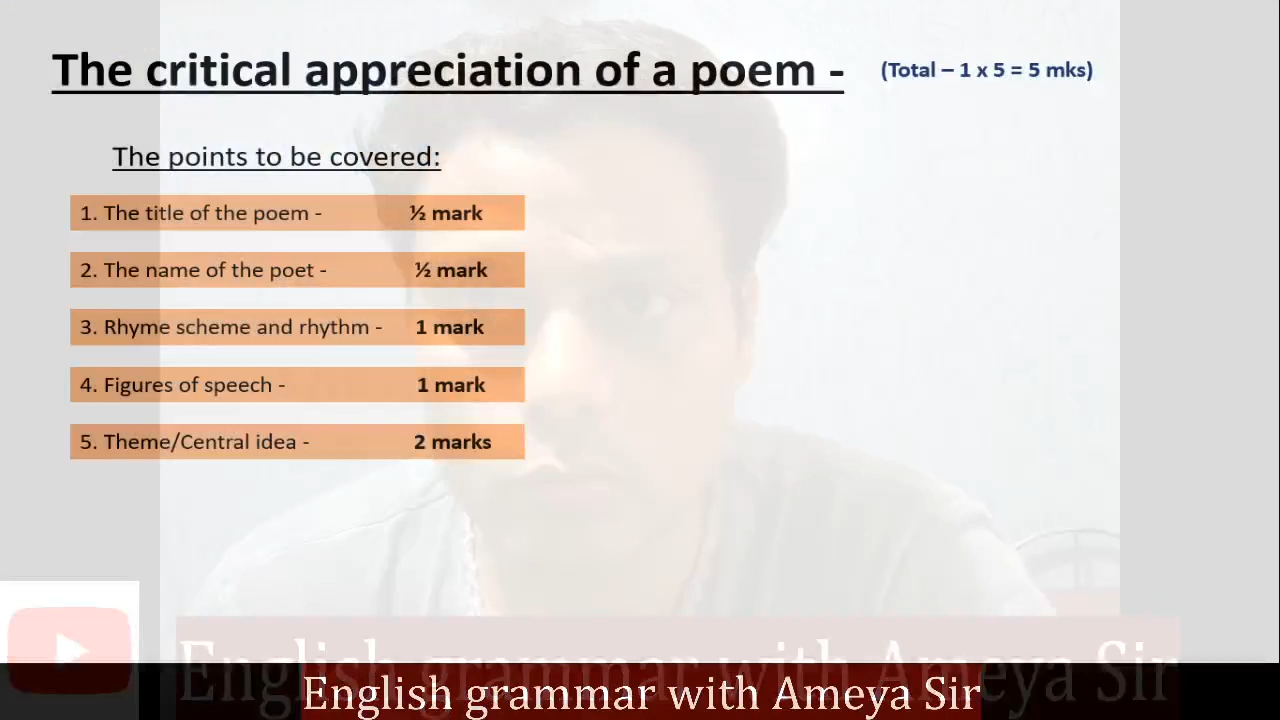 The critical appreciation of a poem - (Total – 1 x 5 = 5 mks)
The points to be covered:
1. The title of the poem - ½ mark
2. The name of the poet - ½ mark
3. Rhyme scheme and rhythm - 1 mark
4. Figures of speech - 1 mark
5. Theme/Central idea - 2 marks
English grammar with Ameya Sir
English grammar with Ameya Sir